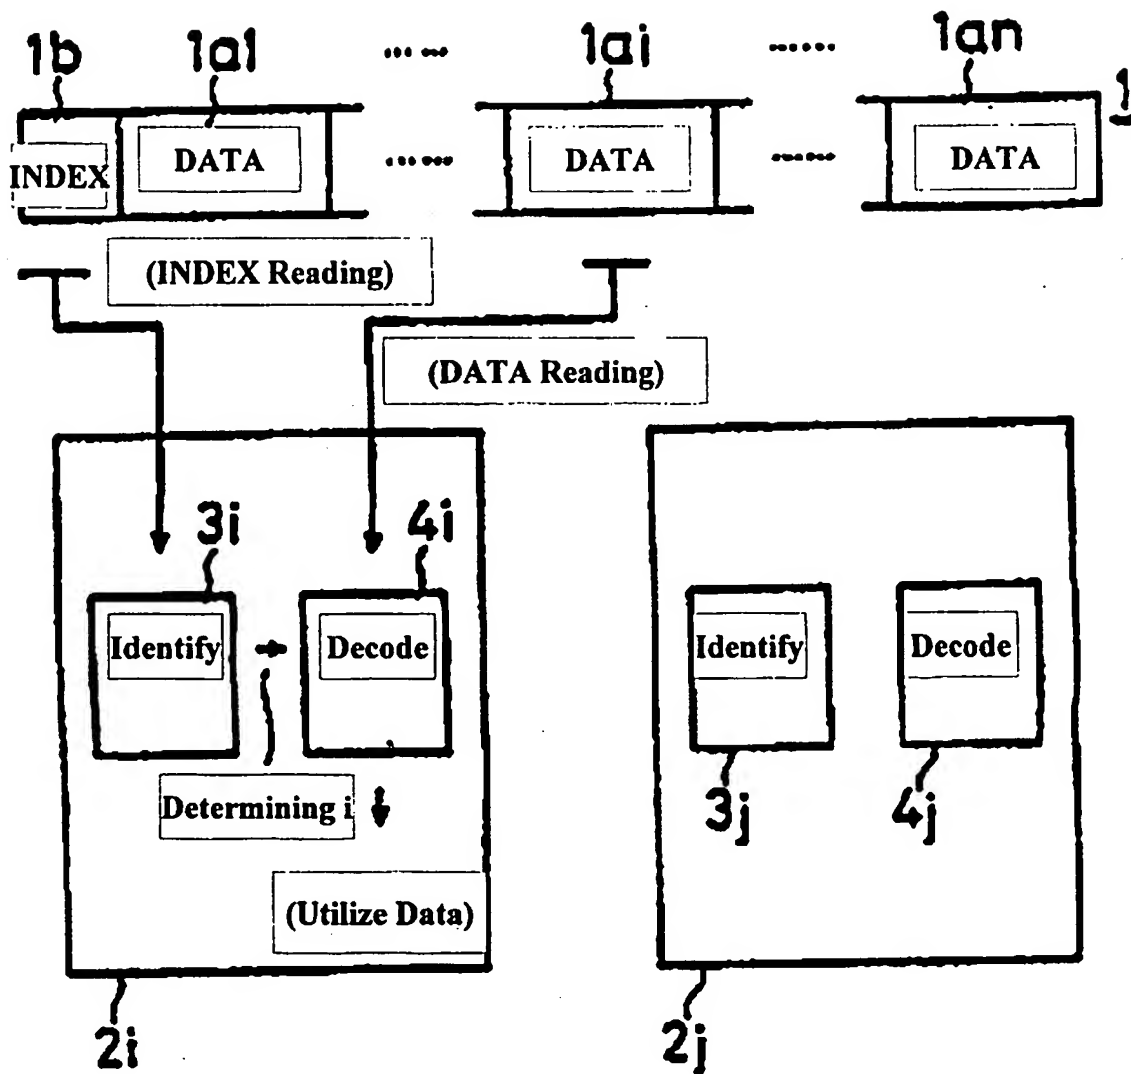 1b 1a1 ..... 1ai ...... 1an
1
INDEX DATA ...... DATA ...... DATA
(INDEX Reading)
(DATA Reading)
3i 4i
Identify Decode Identify Decode
Determining i
3j 4j
(Utilize Data)
2i 2j